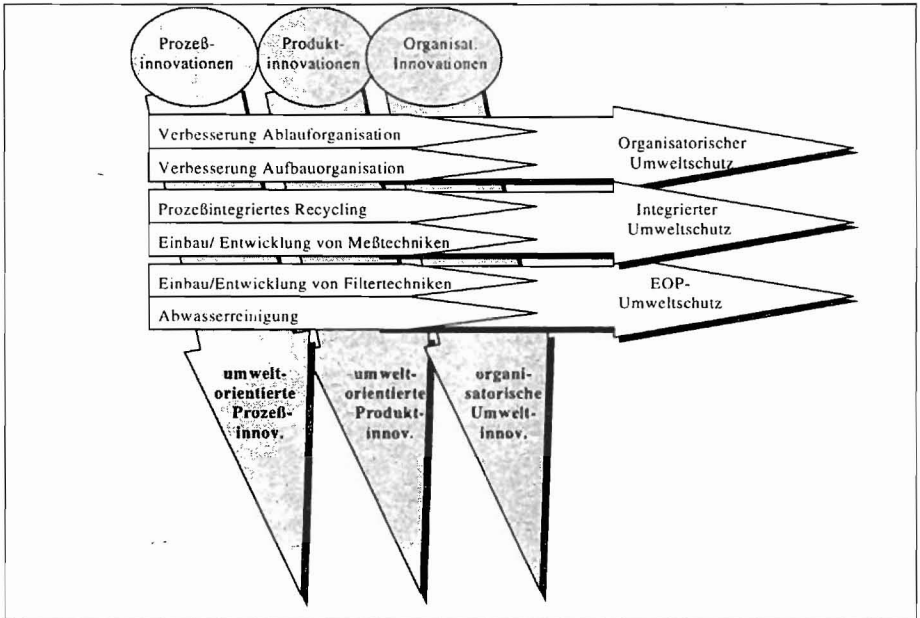 Prozeß-
innovationen
Produkt-
innovationen
Organisat.
Innovationen
Verbesserung Ablauforganisation
Verbesserung Aufbauorganisation
Organisatorischer
Umweltschutz
Prozeßintegriertes Recycling
Einbau/ Entwicklung von Meßtechniken
Integrierter
Umweltschutz
Einbau/Entwicklung von Filtertechniken
Abwasserreinigung
EOP-
Umweltschutz
umwelt-
orientierte
Prozeß-
innov.
umwelt-
orientierte
Produkt-
innov.
organi-
satorische
Umwelt-
innov.